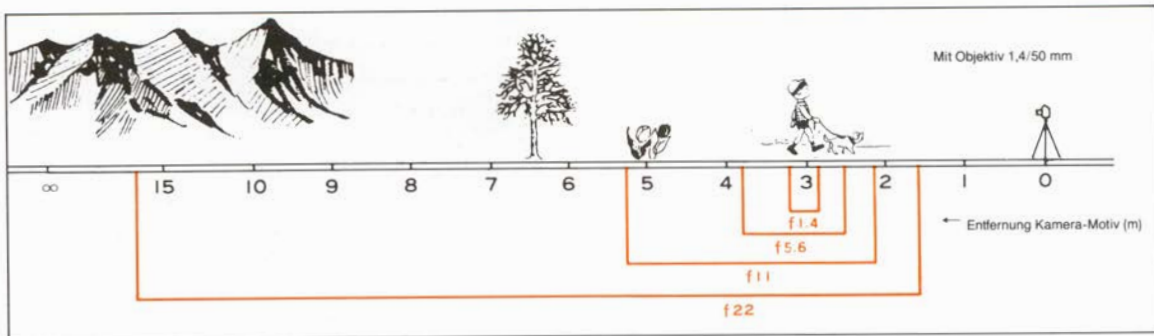 Mit Objektiv 1,4/50 mm
∞ 15 10 9 8 7 6 5 4 3 2 1 0
f1.4
← Entfernung Kamera-Motiv (m)
f5.6
f11
f22